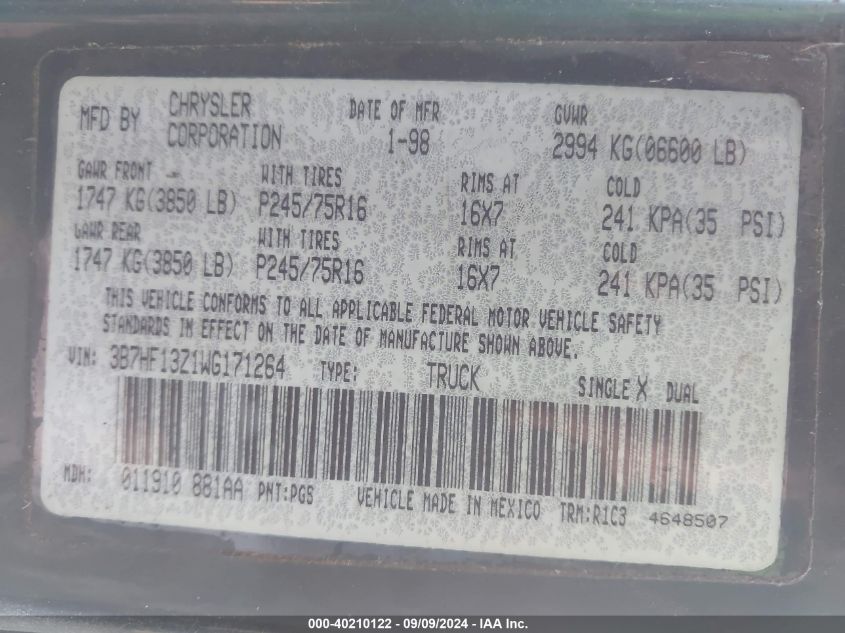 MFD BY CHRYSLER CORPORATION DATE OF MFR 1-98 GVWR 2994 KG(06600 LB)
GAWR FRONT WITH TIRES RIMS AT COLD
1747 KG(3850 LB) P245/75R16 16X7 241 KPA(35 PSI)
GAWR REAR WITH TIRES RIMS AT COLD
1747 KG(3850 LB) P245/75R16 16X7 241 KPA(35 PSI)
THIS VEHICLE CONFORMS TO ALL APPLICABLE FEDERAL MOTOR VEHICLE SAFETY
STANDARDS IN EFFECT ON THE DATE OF MANUFACTURE SHOWN ABOVE.
VIN: 3B7HF13Z1WG171264 TYPE: TRUCK SINGLE X DUAL
MDH: 011910 881AA PNT:PG5 VEHICLE MADE IN MEXICO TRM:R1C3 4648507
000-40210122 - 09/09/2024 - IAA Inc.